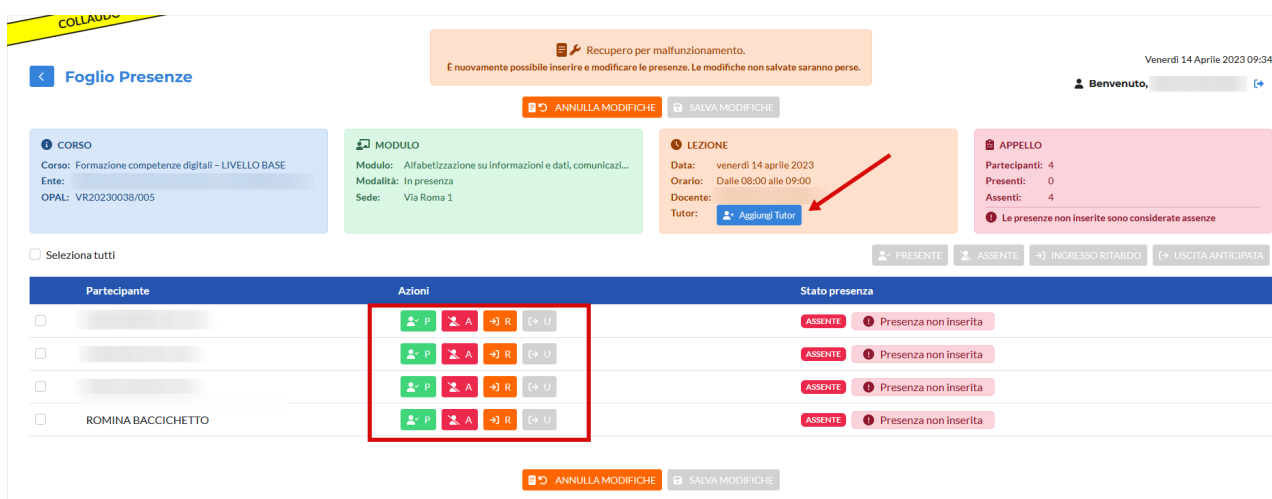 COLLAUDO
Recupero per malfunzionamento.
È nuovamente possibile inserire e modificare le presenze. Le modifiche non salvate saranno perse.
Venerdì 14 Aprile 2023 09:34
Foglio Presenze
Benvenuto,
ANNULLA MODIFICHE SALVA MODIFICHE
CORSO
Corso: Formazione competenze digitali – LIVELLO BASE
Ente:
OPAL: VR20230038/005
MODULO
Modulo: Alfabetizzazione su informazioni e dati, comunicazi...
Modalità: In presenza
Sede: Via Roma 1
LEZIONE
Data: venerdì 14 aprile 2023
Orario: Dalle 08:00 alle 09:00
Docente:
Tutor: Aggiungi Tutor
APPELLO
Partecipanti: 4
Presenti: 0
Assenti: 4
Le presenze non inserite sono considerate assenze
Seleziona tutti
PRESENTE ASSENTE INGRESSO RITARDO USCITA ANTICIPATA
Partecipante Azioni Stato presenza
P A R U ASSENTE Presenza non inserita
P A R U ASSENTE Presenza non inserita
P A R U ASSENTE Presenza non inserita
ROMINA BACCICHETTO P A R U ASSENTE Presenza non inserita
ANNULLA MODIFICHE SALVA MODIFICHE